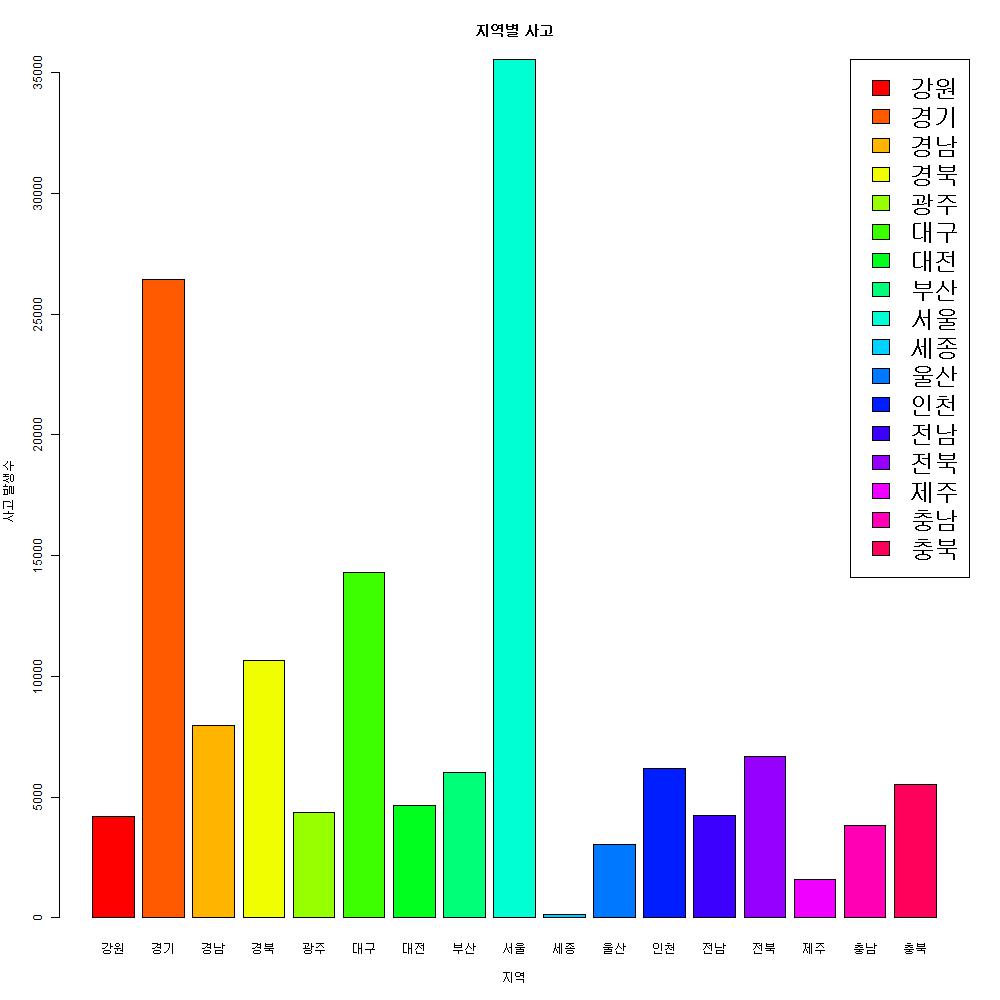 지역별 사고
사고 발생수
35000
30000
25000
20000
15000
10000
5000
0
강원 경기 경남 경북 광주 대구 대전 부산 서울 세종 울산 인천 전남 전북 제주 충남 충북
지역
강원
경기
경남
경북
광주
대구
대전
부산
서울
세종
울산
인천
전남
전북
제주
충남
충북